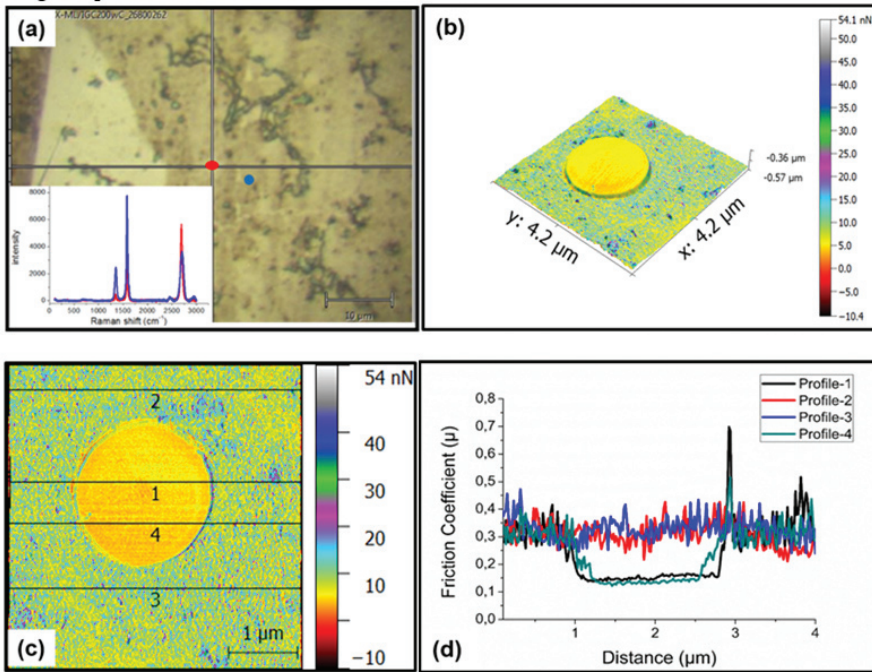 (a)
X-ML/IGC200wC_26800262
8000
6000
4000
2000
0
intensity
0 500 1000 1500 2000 2500 3000
Raman shift (cm⁻¹)
10 µm
(b)
54.1 nN
45.0
40.0
35.0
30.0
25.0
20.0
15.0
10.0
5.0
0.0
−5.0
−10.4
-0.36 µm
-0.57 µm
y: 4.2 µm
x: 4.2 µm
(c)
2
1
4
3
1 µm
54 nN
40
30
20
10
−10
(d)
Friction Coefficient (µ)
0,8
0,7
0,6
0,5
0,4
0,3
0,2
0,1
0,0
1 2 3 4
Distance (µm)
Profile-1
Profile-2
Profile-3
Profile-4